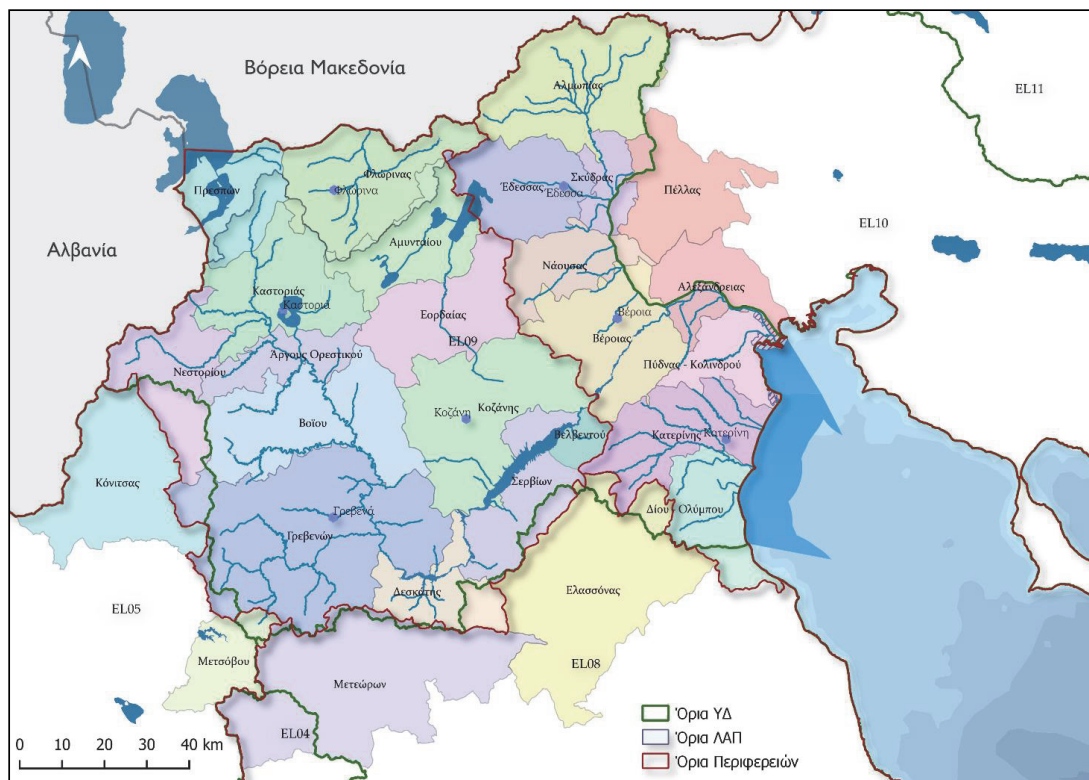 Βόρεια Μακεδονία
Αλμωπίας
EL11
Φλώρινας
Φλώρινα
Πρεσπών
Έδεσσας
Έδεσσα
Σκύδρας
Πέλλας
EL10
Αλβανία
Αμυνταίου
Νάουσας
Αλεξάνδρειας
Καστοριάς
Καστοριά
Εορδαίας
EL09
Βέροια
Βέροιας
Άργους Ορεστικού
Νεστορίου
Πύδνας - Κολινδρού
Βοΐου
Κοζάνη
Κοζάνης
Βελβεντού
Κατερίνης
Κατερίνη
Κόνιτσας
Σερβίων
Δίου - Ολύμπου
Γρεβενά
Γρεβενών
Δεσκάτης
Ελασσόνας
EL05
Μετσόβου
Μετεώρων
EL08
EL04
Όρια ΥΔ
Όρια ΛΑΠ
Όρια Περιφερειών
0 10 20 30 40 km